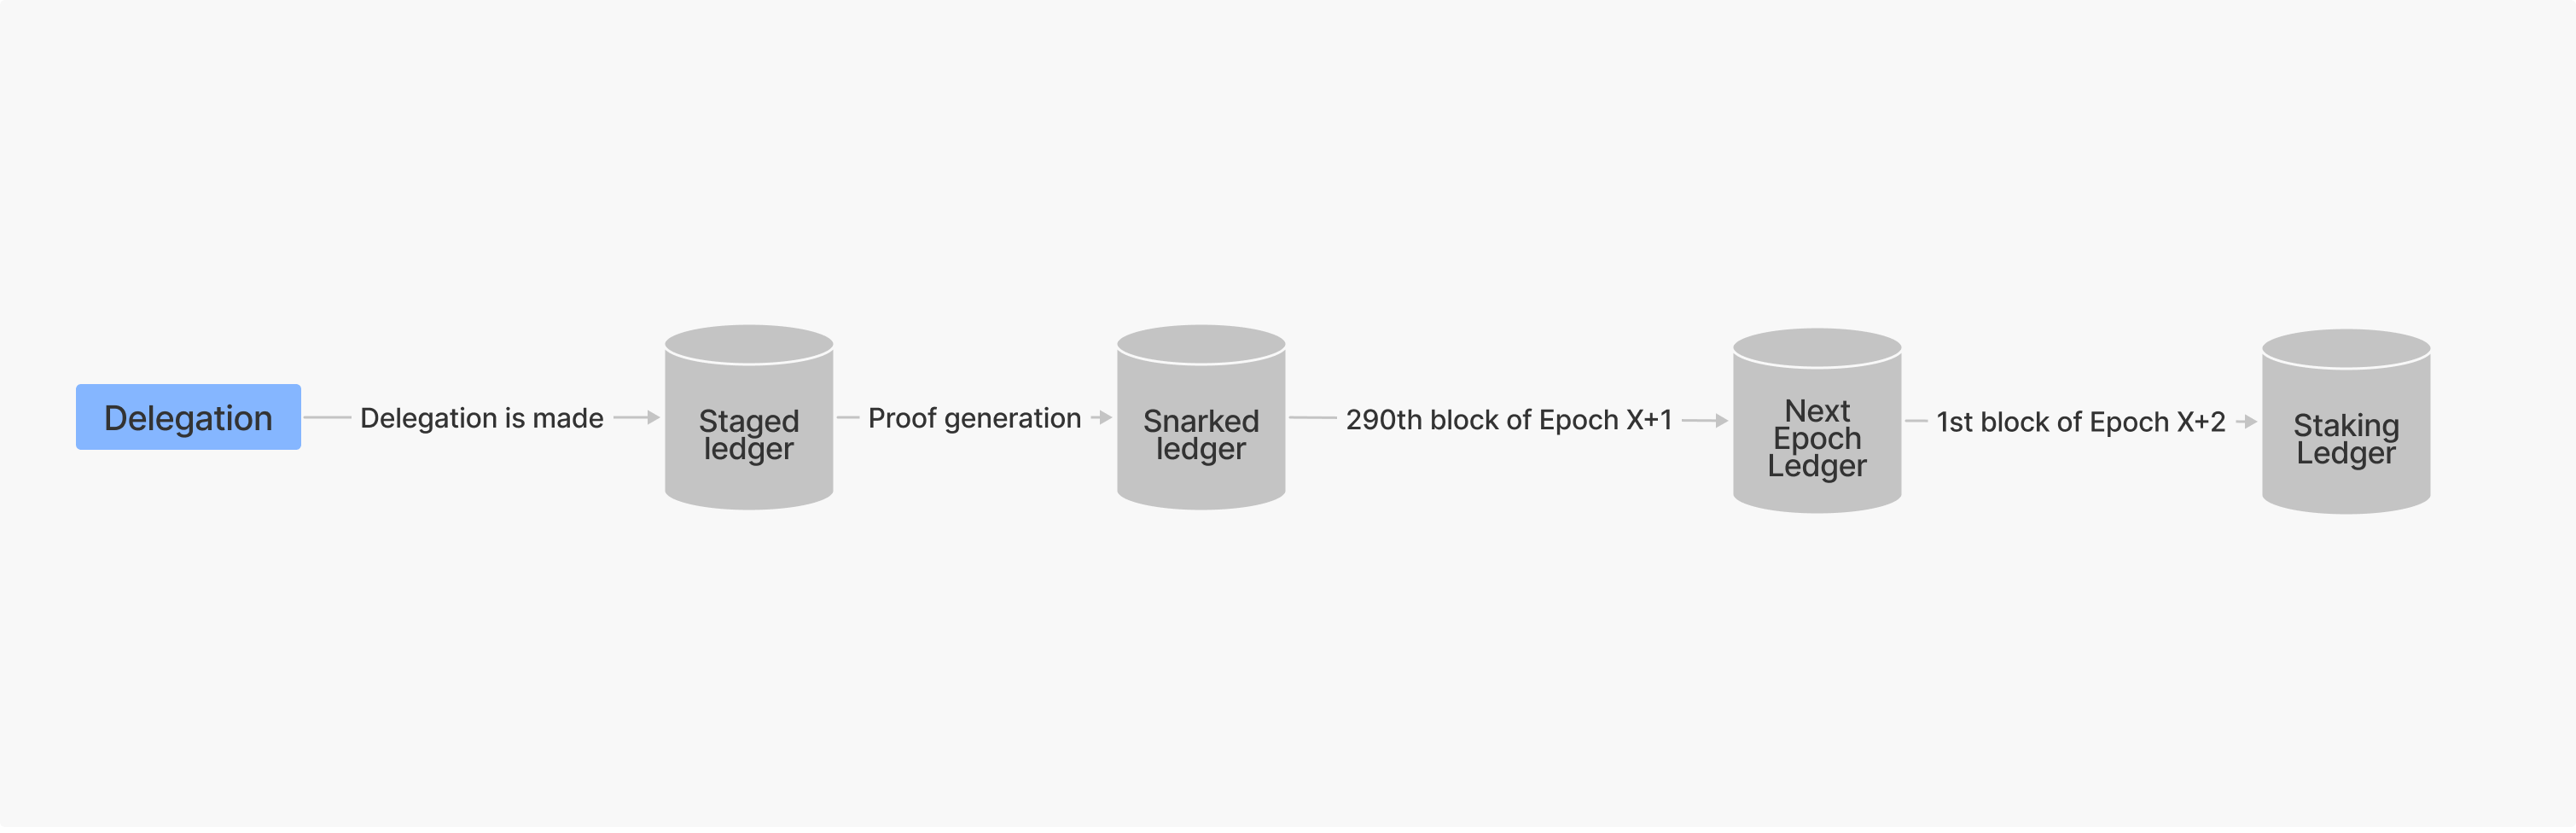 Delegation
Delegation is made
Staged
ledger
Proof generation
Snarked
ledger
290th block of Epoch X+1
Next
Epoch
Ledger
1st block of Epoch X+2
Staking
Ledger